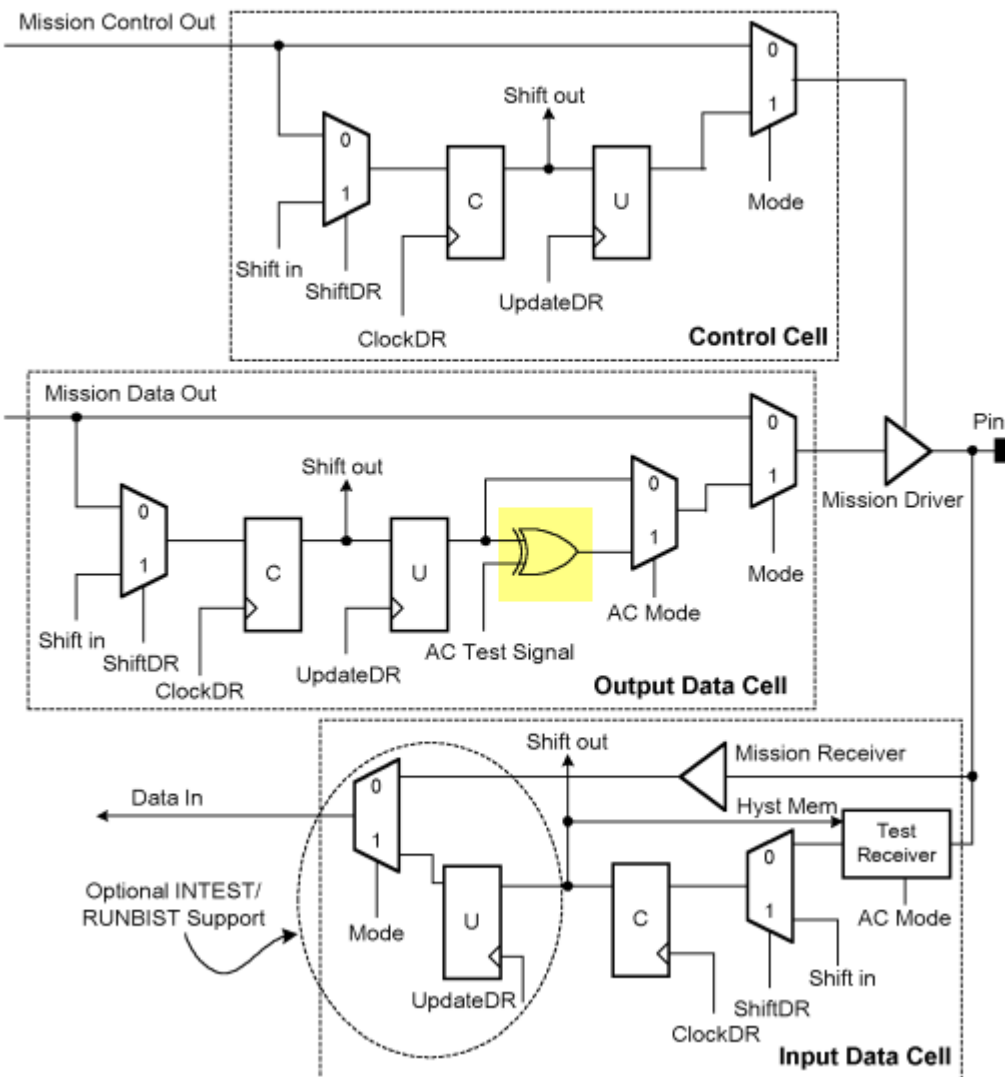 Mission Control Out
0
1
Shift out
0
1
C
U
Mode
Shift in
ShiftDR
UpdateDR
ClockDR
Control Cell
Mission Data Out
0
1
Pin
Shift out
0
1
Mission Driver
0
1
C
U
Mode
AC Mode
Shift in
ShiftDR
AC Test Signal
UpdateDR
ClockDR
Output Data Cell
Shift out
Mission Receiver
0
1
Data In
Hyst Mem
Test
Receiver
0
1
Optional INTEST/
RUNBIST Support
U
C
AC Mode
Mode
Shift in
UpdateDR
ShiftDR
ClockDR
Input Data Cell